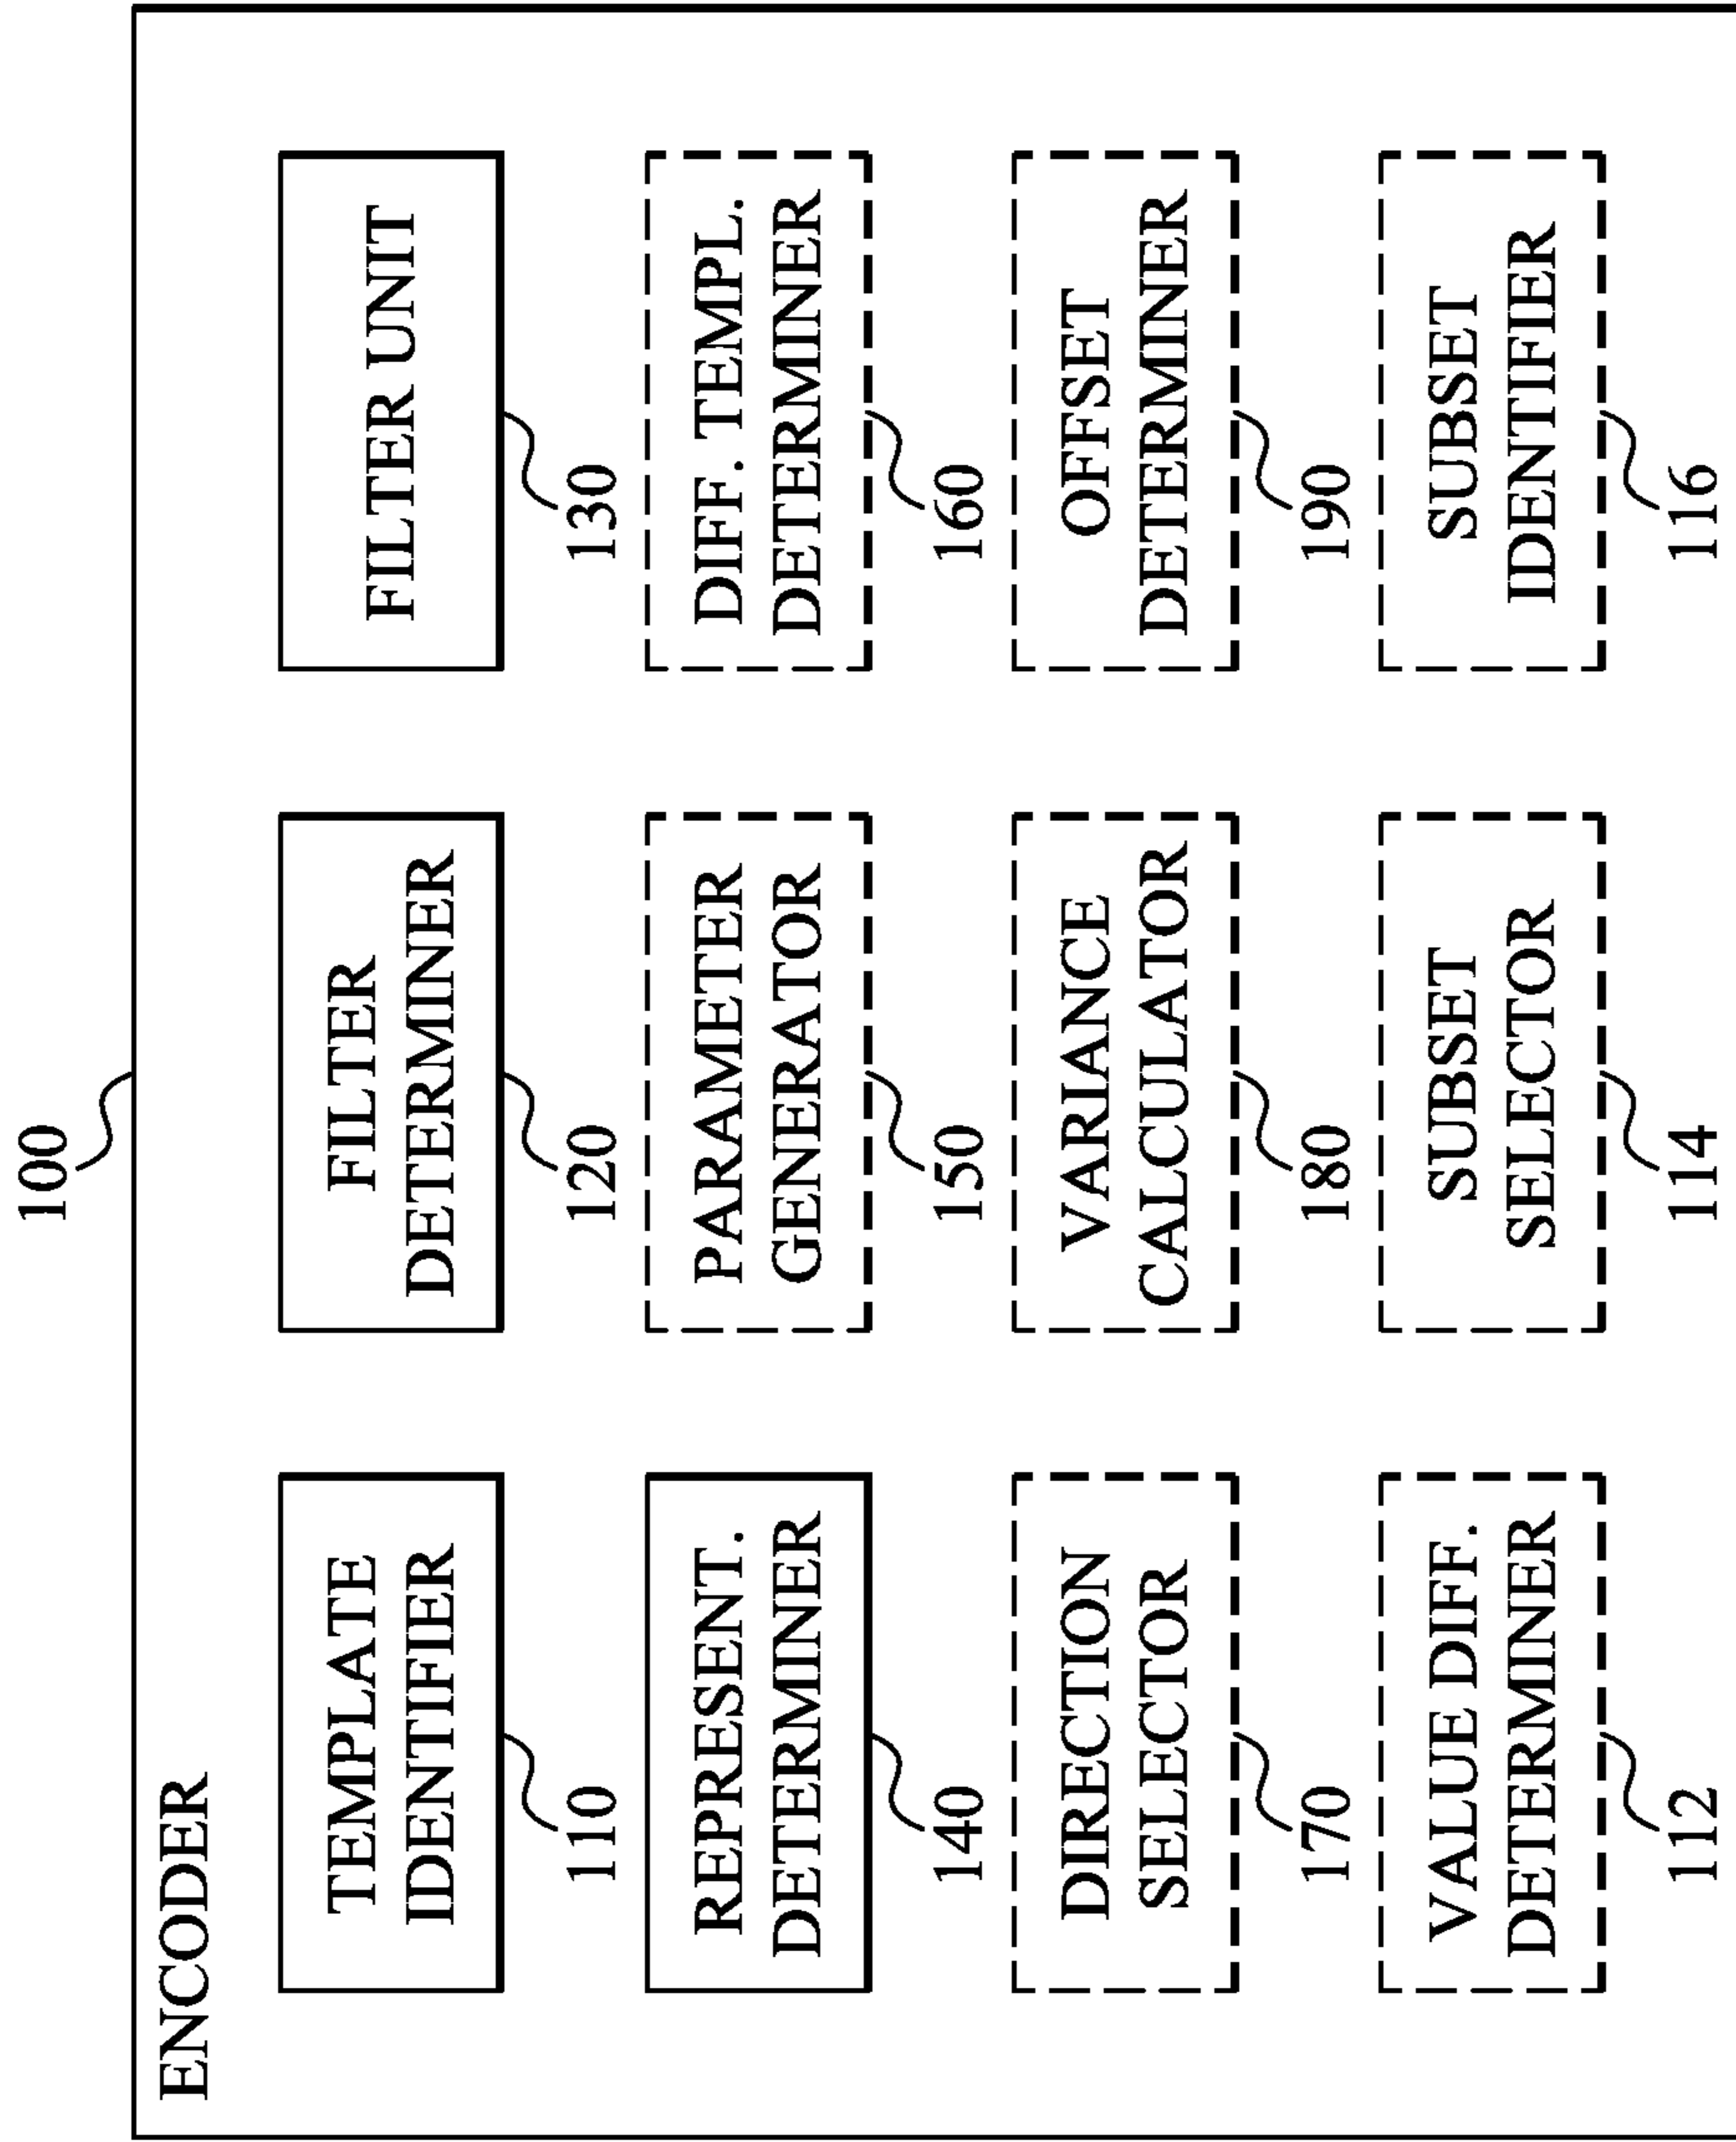 100
ENCODER
TEMPLATE
IDENTIFIER
110
FILTER
DETERMINER
120
FILTER UNIT
130
REPRESENT.
DETERMINER
140
PARAMETER
GENERATOR
150
DIFF. TEMPL.
DETERMINER
160
DIRECTION
SELECTOR
170
VARIANCE
CALCULATOR
180
OFFSET
DETERMINER
190
VALUE DIFF.
DETERMINER
112
SUBSET
SELECTOR
114
SUBSET
IDENTIFIER
116